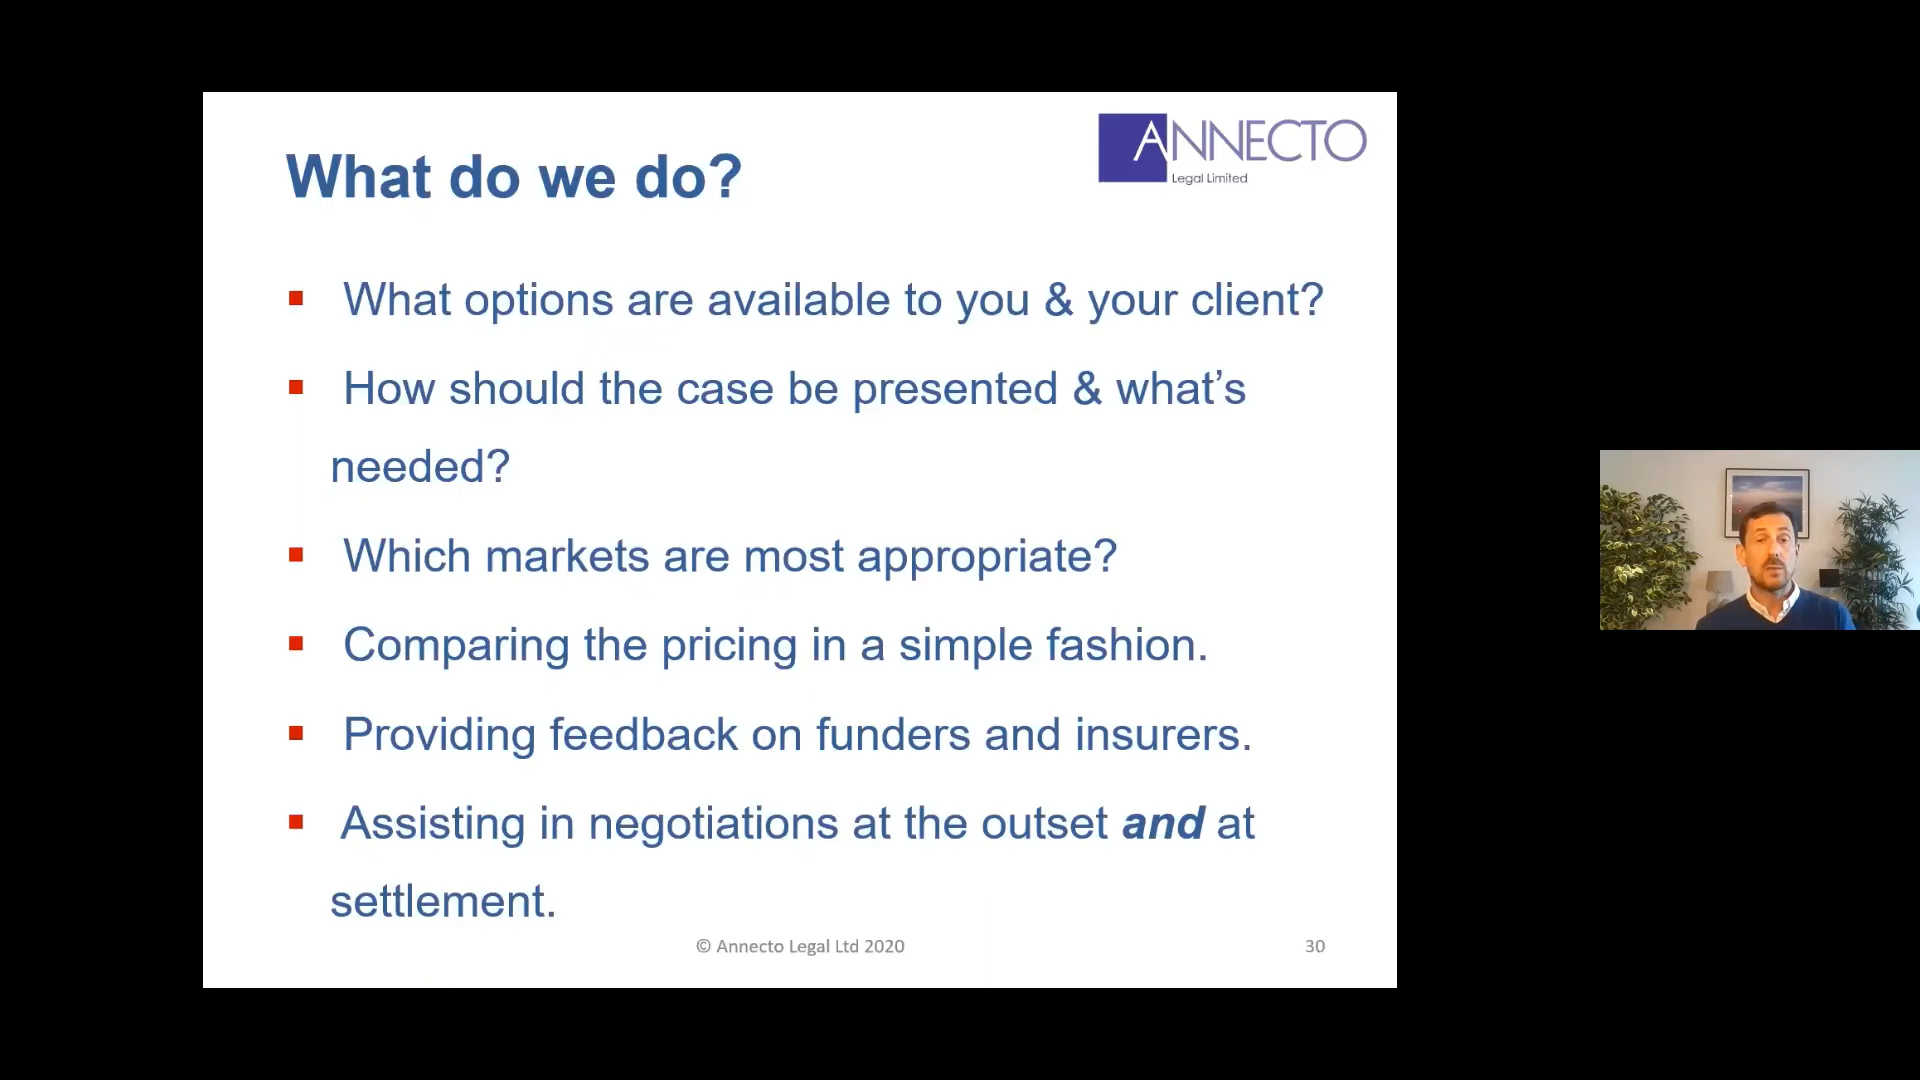 ANNECTO
Legal Limited
What do we do?
What options are available to you & your client?
How should the case be presented & what’s
needed?
Which markets are most appropriate?
Comparing the pricing in a simple fashion.
Providing feedback on funders and insurers.
Assisting in negotiations at the outset and at
settlement.
© Annecto Legal Ltd 2020
30